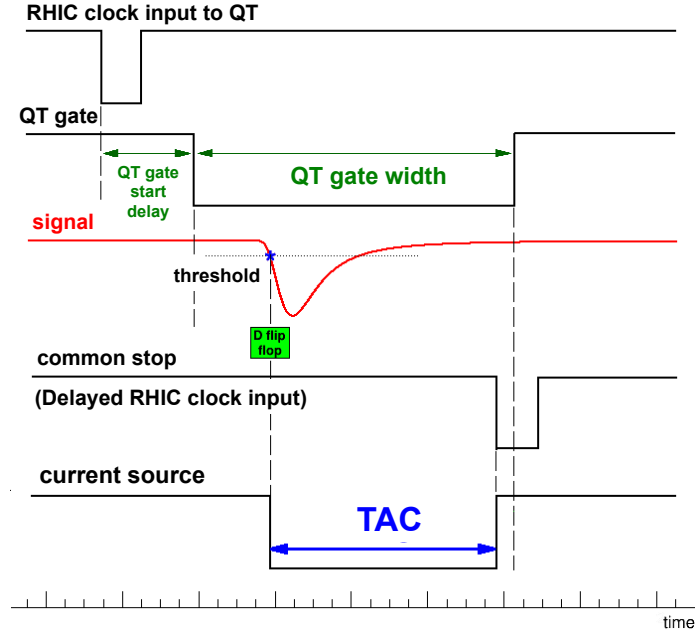 RHIC clock input to QT
QT gate
QT gate
start
delay
QT gate width
signal
threshold
D flip
flop
common stop
(Delayed RHIC clock input)
current source
TAC
time